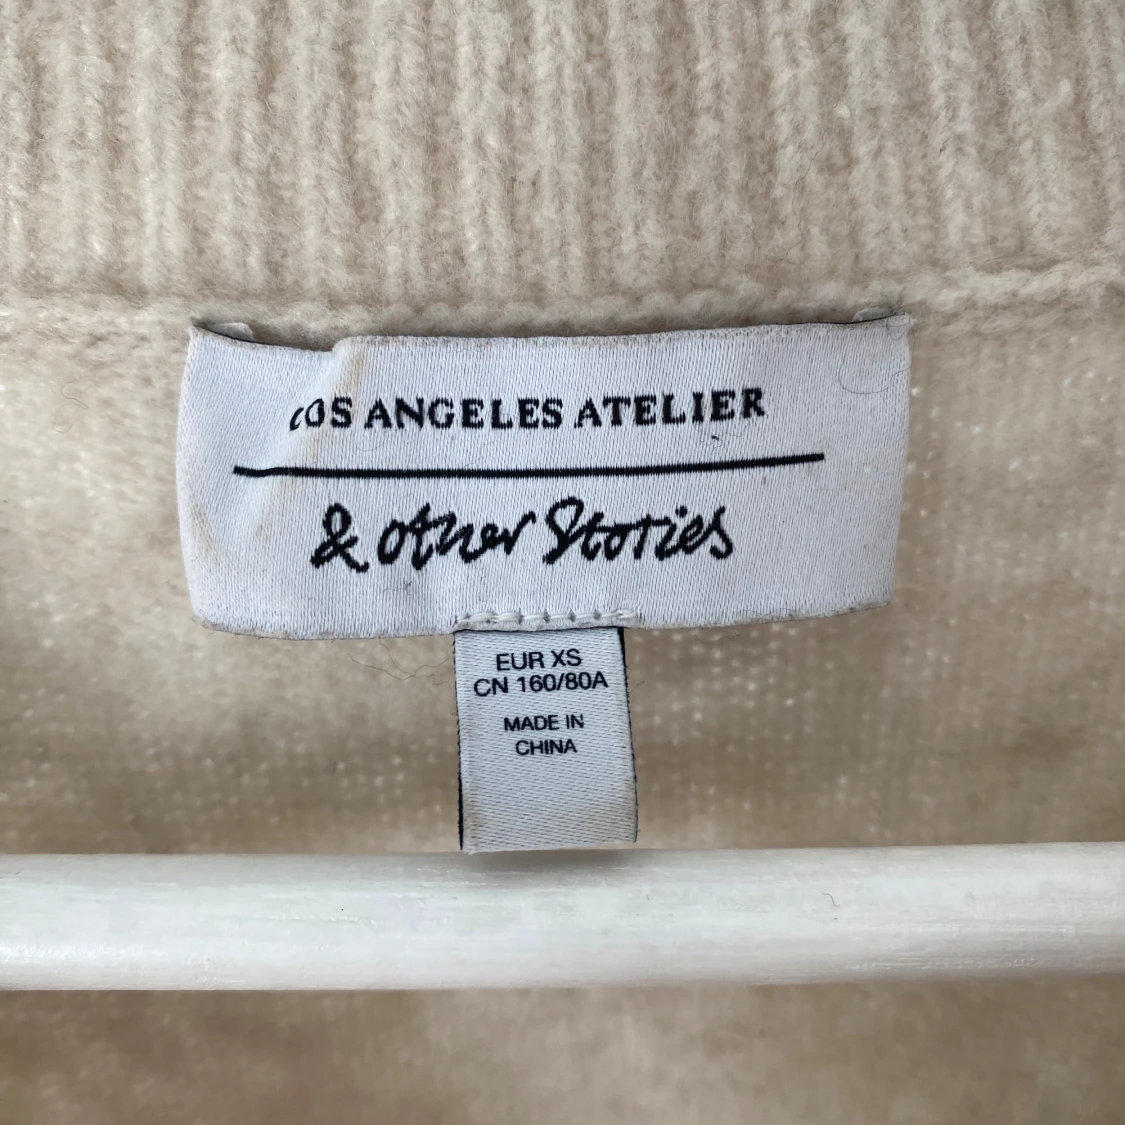 LOS ANGELES ATELIER
& other Stories
EUR XS
CN 160/80A
MADE IN
CHINA